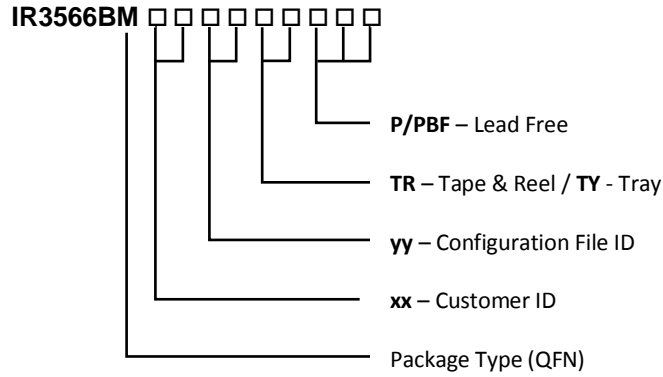 IR3566BM □ □ □ □ □ □ □ □ □
P/PBF – Lead Free
TR – Tape & Reel / TY - Tray
yy – Configuration File ID
xx – Customer ID
Package Type (QFN)